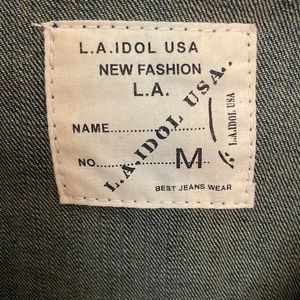 L.A.IDOL USA
NEW FASHION
L.A.
NAME......................
NO............ M
BEST JEANS WEAR
L.A.IDOL USA.
L.A.IDOL USA